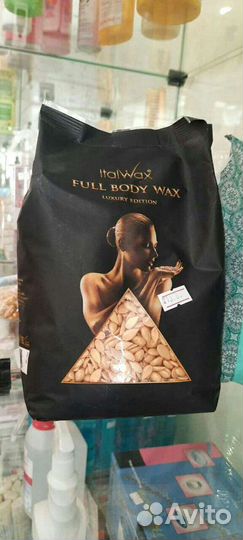 ItalWax
FULL BODY WAX
LUXURY EDITION
Avito